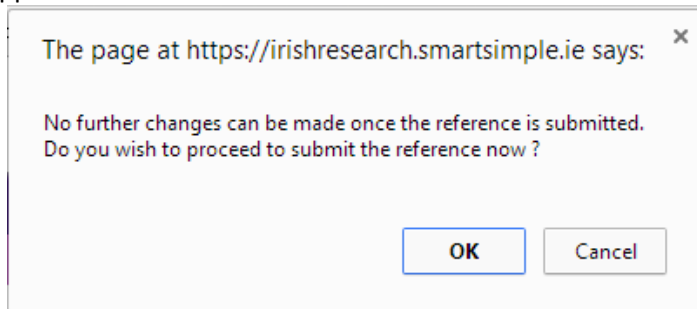 The page at https://irishresearch.smartsimple.ie says:
×
No further changes can be made once the reference is submitted.
Do you wish to proceed to submit the reference now ?
OK Cancel